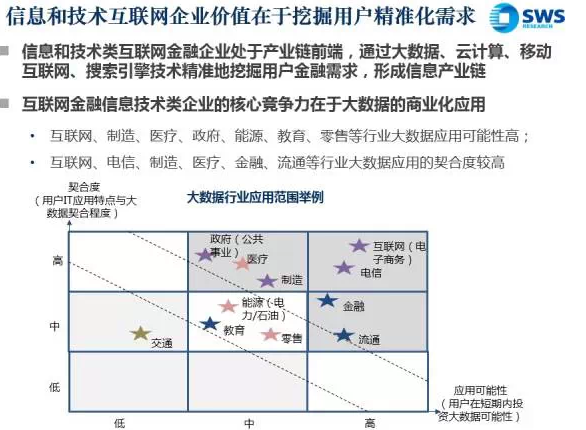 信息和技术互联网企业价值在于挖掘用户精准化需求
SWS
RESEARCH
信息和技术类互联网金融企业处于产业链前端，通过大数据、云计算、移动
互联网、搜索引擎技术精准地挖掘用户金融需求，形成信息产业链
互联网金融信息技术类企业的核心竞争力在于大数据的商业化应用
• 互联网、制造、医疗、政府、能源、教育、零售等行业大数据应用可能性高；
• 互联网、电信、制造、医疗、金融、流通等行业大数据应用的契合度较高
大数据行业应用范围举例
契合度
（用户IT应用特点与大
数据契合程度）
高
中
低
政府（公共
事业）
医疗
制造
互联网（电
子商务）
电信
能源（-电
力/石油）
教育
零售
金融
流通
交通
低
中
高
应用可能性
（用户在短期内投
资大数据可能性）